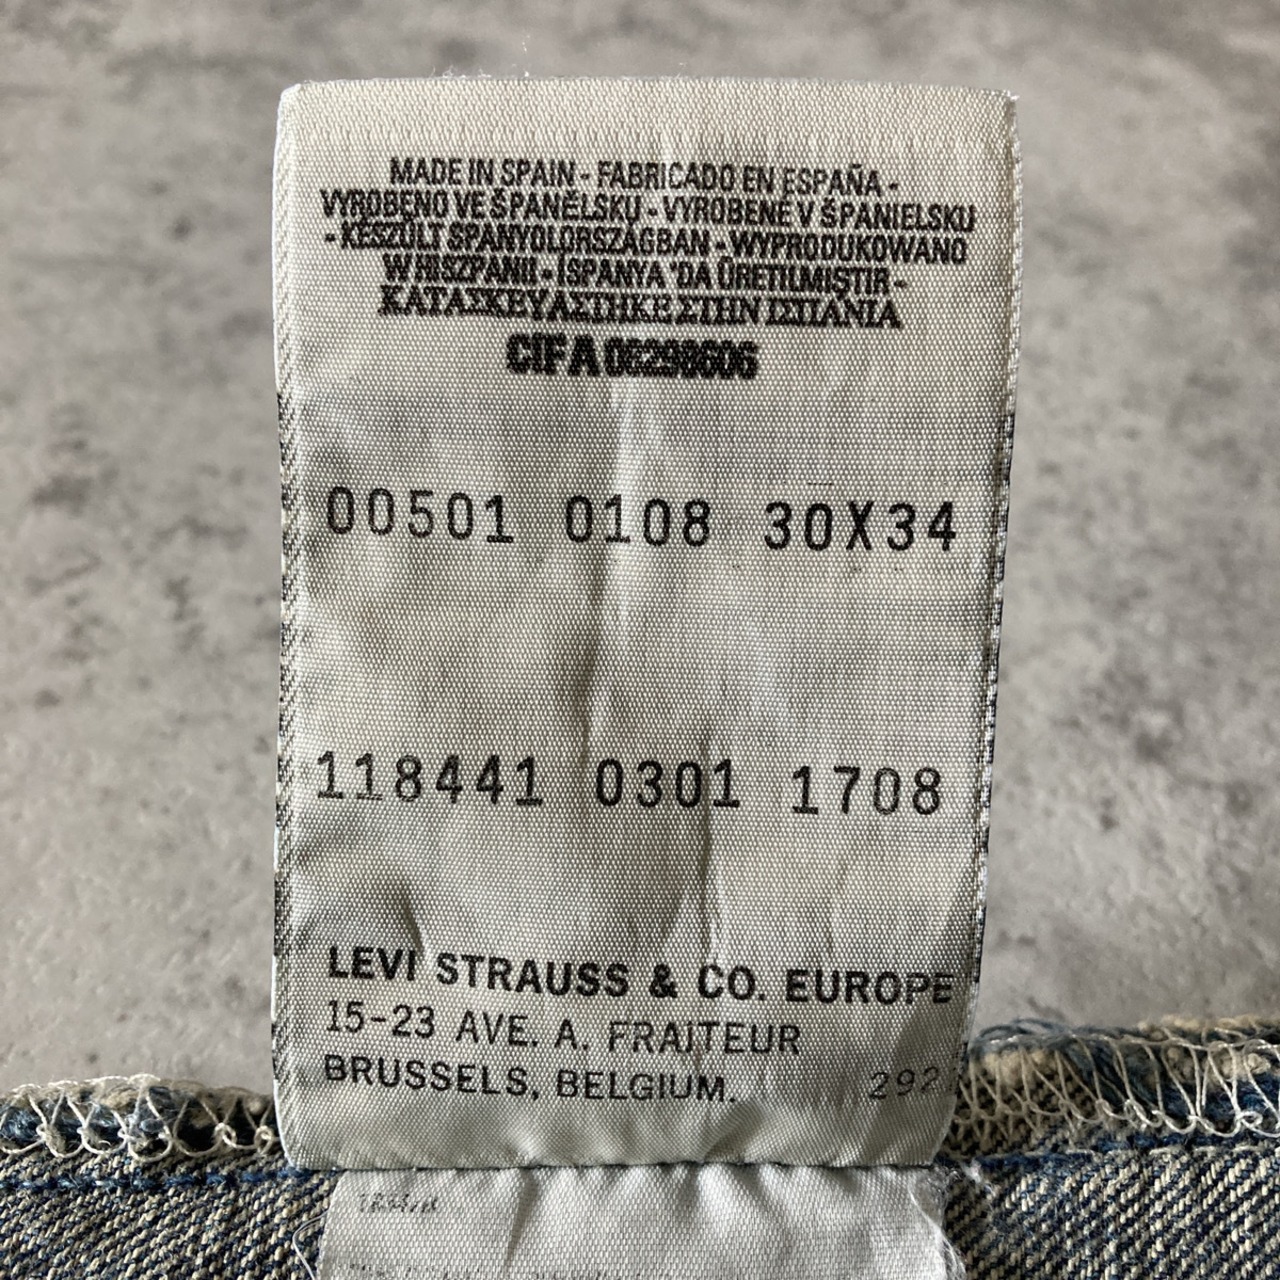 MADE IN SPAIN - FABRICADO EN ESPAÑA -
VYROBENO VE ŠPANĚLSKU - VYROBENÉ V ŠPANIELSKU
- KÉSZÜLT SPANYOLORSZÁGBAN - WYPRODUKOWANO
W HISZPANII - İSPANYA 'DA ÜRETILMIŞTIR -
ΚΑΤΑΣΚΕΥΑΣΤΗΚΕ ΣΤΗΝ ΙΣΠΑΝΙΑ
CIF A 06298606
00501 0108 30X34
118441 0301 1708
LEVI STRAUSS & CO. EUROPE
15-23 AVE. A. FRAITEUR
BRUSSELS, BELGIUM.
292